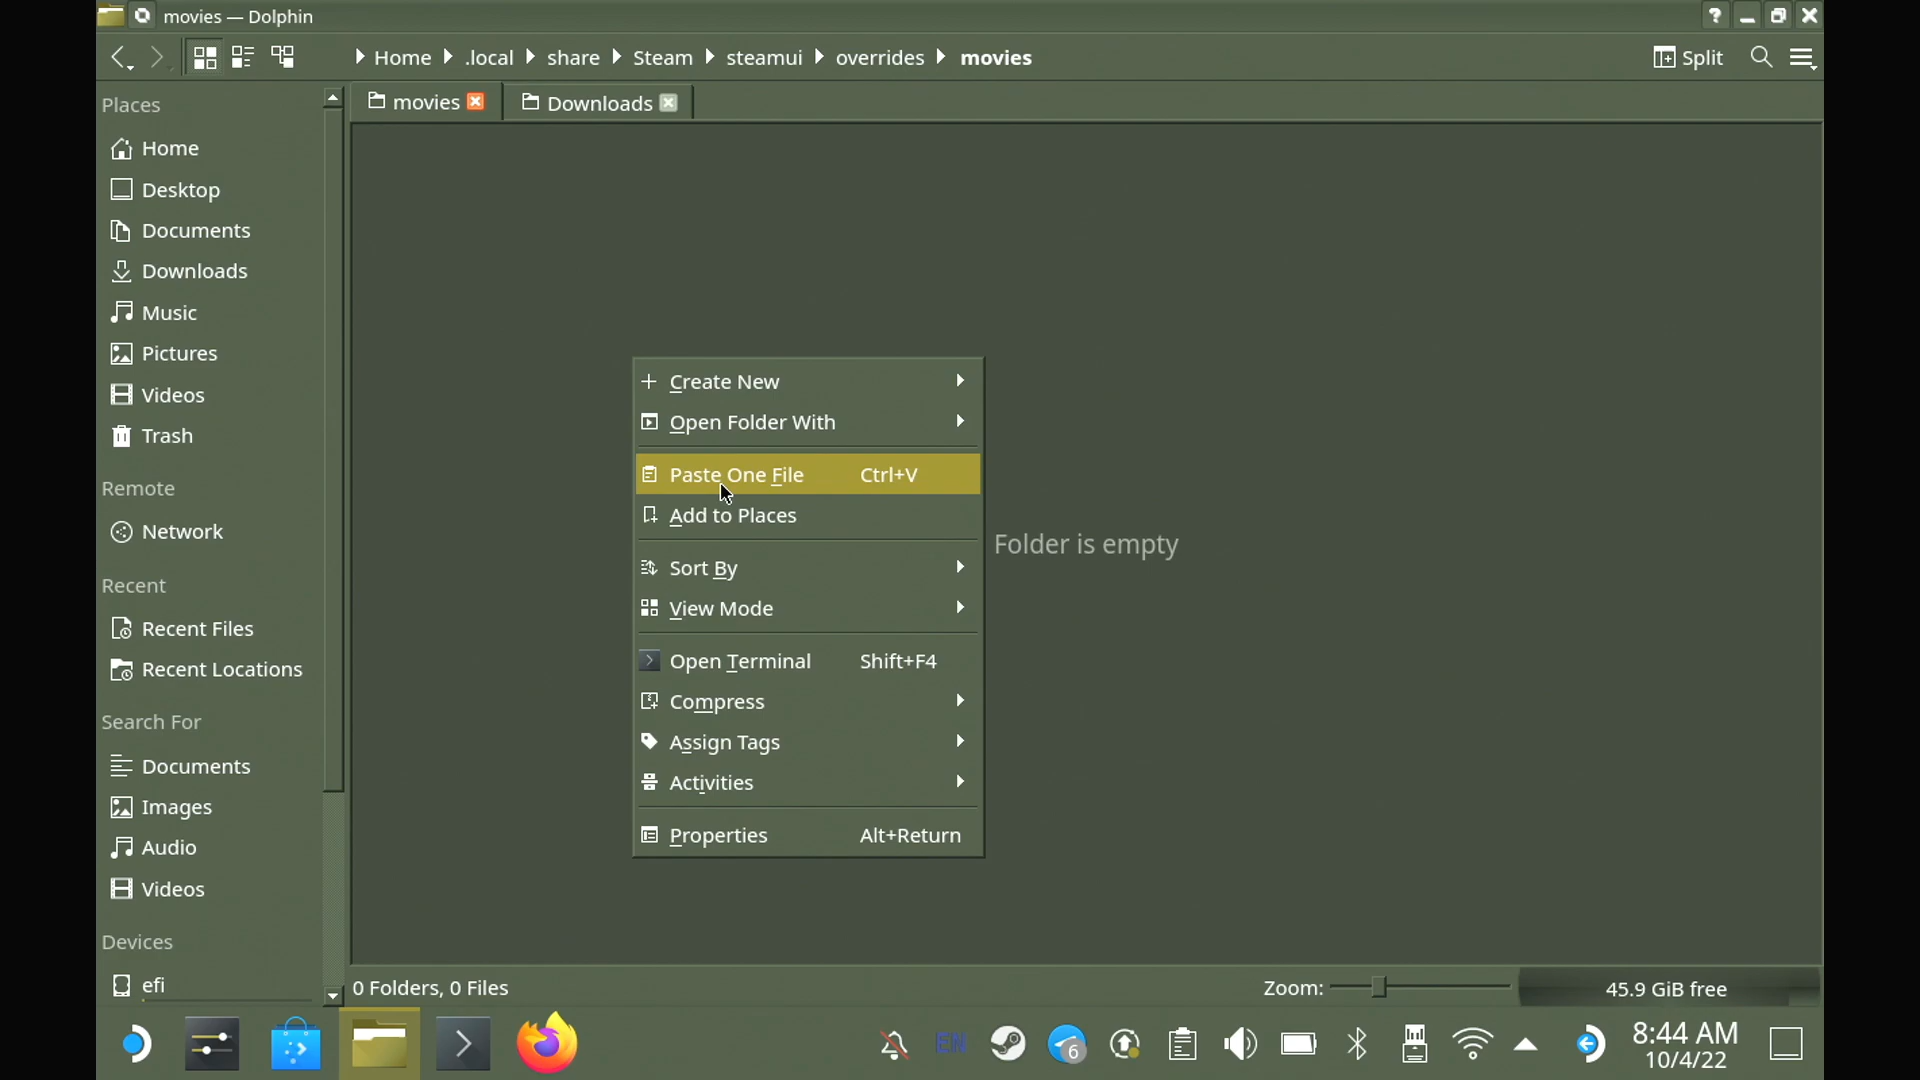 movies — Dolphin
Home .local share Steam steamui overrides movies
Split
movies
Downloads
Places
Home
Desktop
Documents
Downloads
Music
Pictures
Videos
Trash
Remote
Network
Recent
Recent Files
Recent Locations
Search For
Documents
Images
Audio
Videos
Devices
efi
Create New
Open Folder With
Paste One File Ctrl+V
Add to Places
Sort By
View Mode
Open Terminal Shift+F4
Compress
Assign Tags
Activities
Properties Alt+Return
Folder is empty
0 Folders, 0 Files
Zoom:
45.9 GiB free
EN
6
8:44 AM
10/4/22